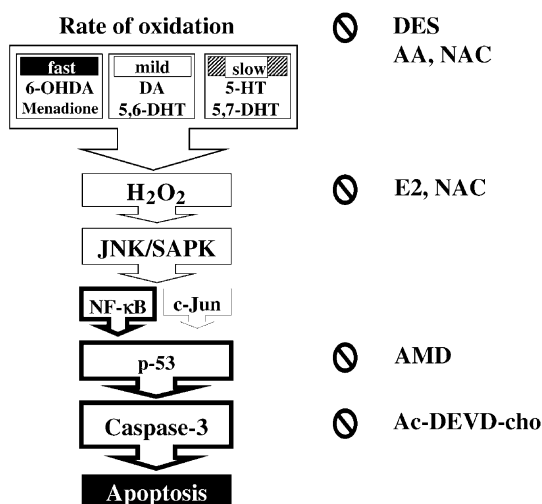 Rate of oxidation
DES
AA, NAC
fast
6-OHDA
Menadione
mild
DA
5,6-DHT
slow
5-HT
5,7-DHT
H₂O₂
E2, NAC
JNK/SAPK
NF-κB
c-Jun
p-53
AMD
Caspase-3
Ac-DEVD-cho
Apoptosis